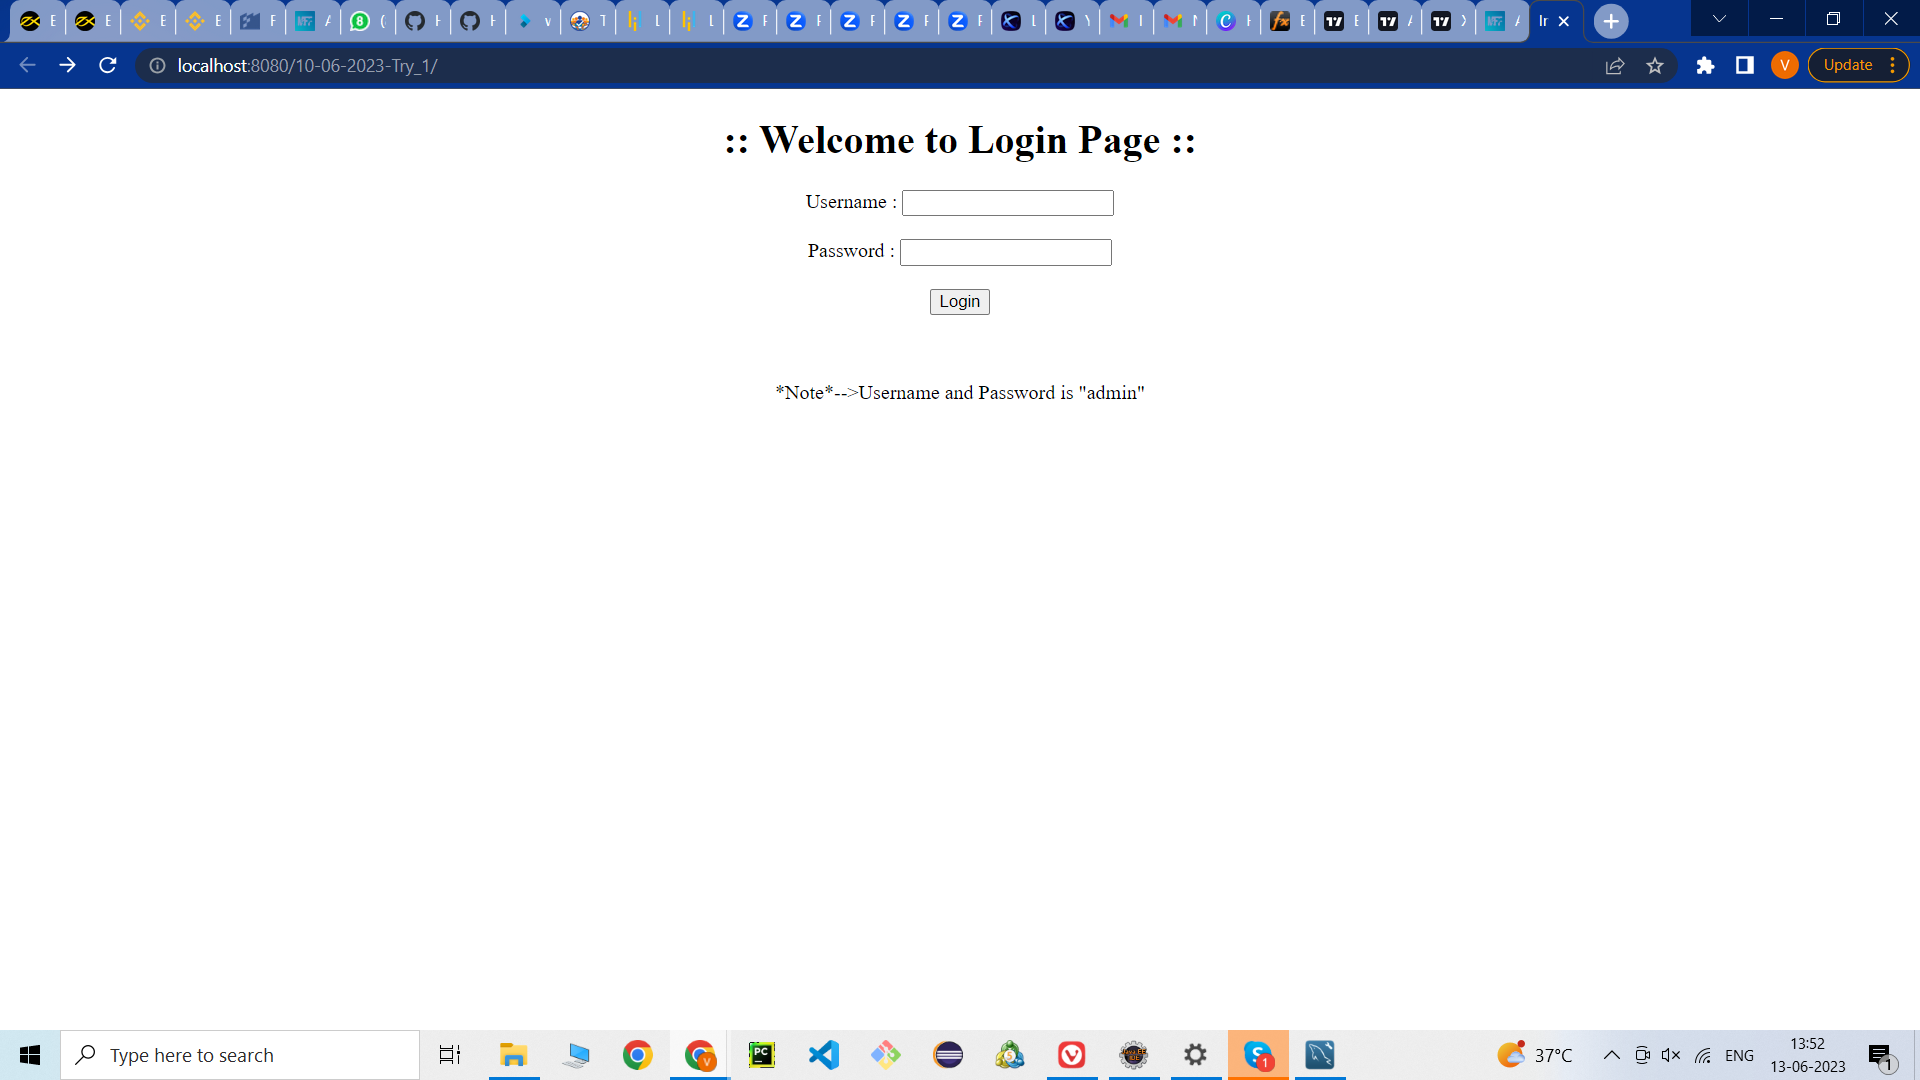 Update
localhost:8080/10-06-2023-Try_1/
:: Welcome to Login Page ::
Username :
Password :
Login
*Note*-->Username and Password is "admin"
Type here to search
37°C
ENG
13:52
13-06-2023
1